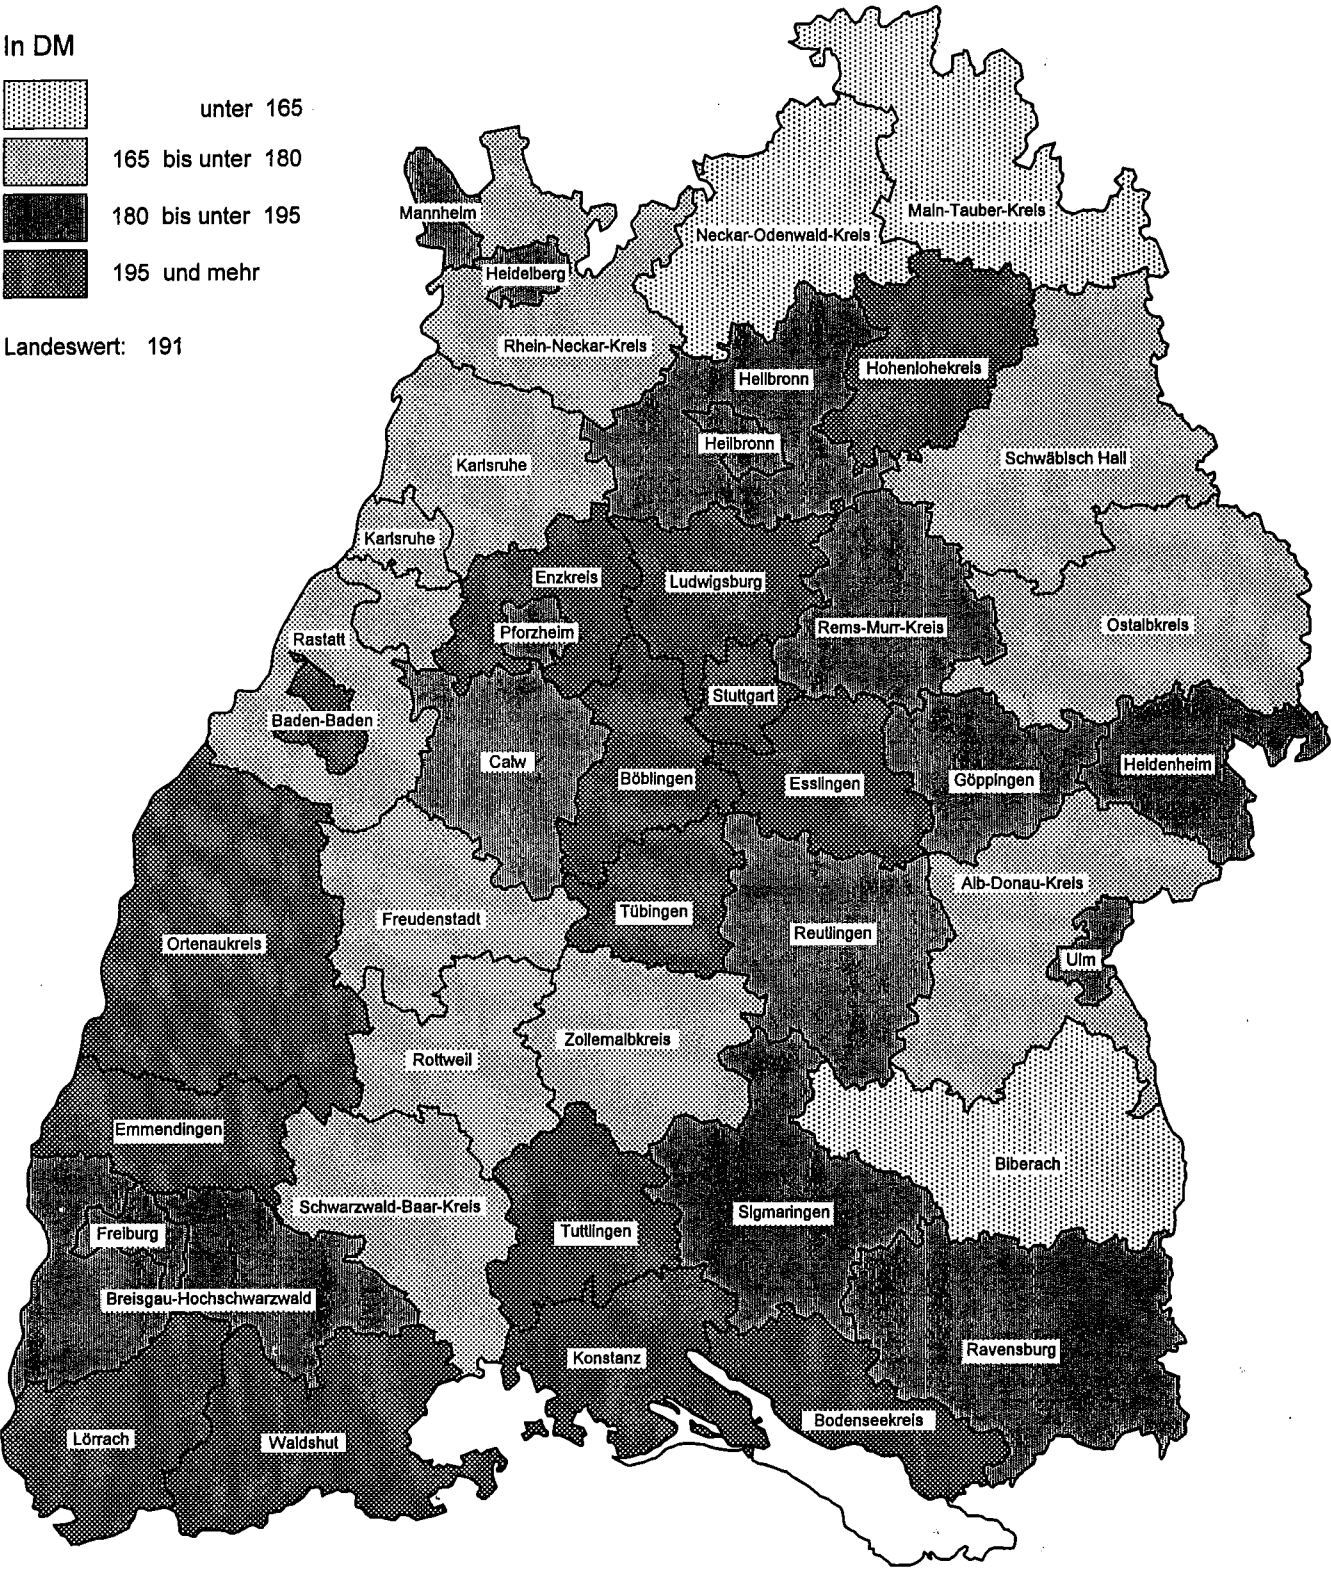 In DM
unter 165
165 bis unter 180
180 bis unter 195
195 und mehr
Landeswert: 191
Mannheim
Main-Tauber-Kreis
Neckar-Odenwald-Kreis
Heidelberg
Rhein-Neckar-Kreis
Hohenlohekreis
Heilbronn
Heilbronn
Schwäbisch Hall
Karlsruhe
Karlsruhe
Enzkreis
Ludwigsburg
Pforzheim
Rems-Murr-Kreis
Ostalbkreis
Rastatt
Stuttgart
Baden-Baden
Calw
Böblingen
Esslingen
Göppingen
Heidenheim
Alb-Donau-Kreis
Freudenstadt
Tübingen
Reutlingen
Ortenaukreis
Ulm
Zollernalbkreis
Rottweil
Emmendingen
Biberach
Schwarzwald-Baar-Kreis
Sigmaringen
Freiburg
Tuttlingen
Breisgau-Hochschwarzwald
Ravensburg
Konstanz
Bodenseekreis
Lörrach
Waldshut